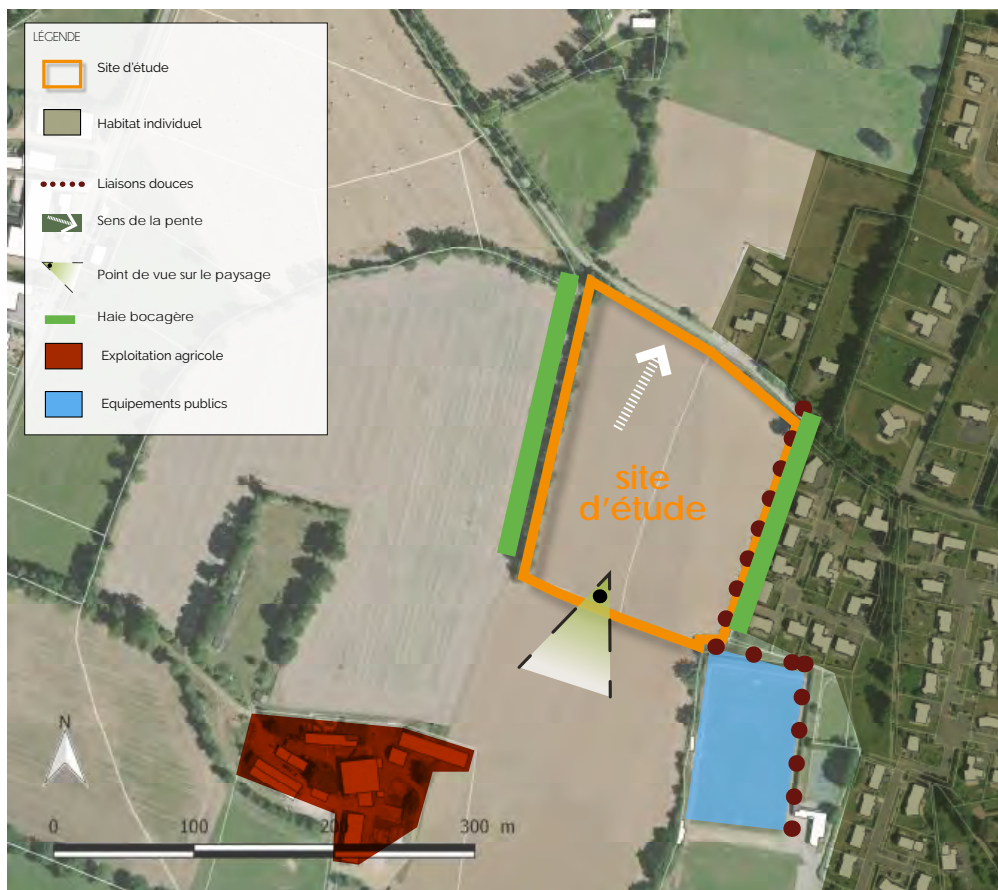 LÉGENDE
Site d'étude
Habitat individuel
Liaisons douces
Sens de la pente
Point de vue sur le paysage
Haie bocagère
Exploitation agricole
Equipements publics
site
d'étude
N
0 100 200 300 m